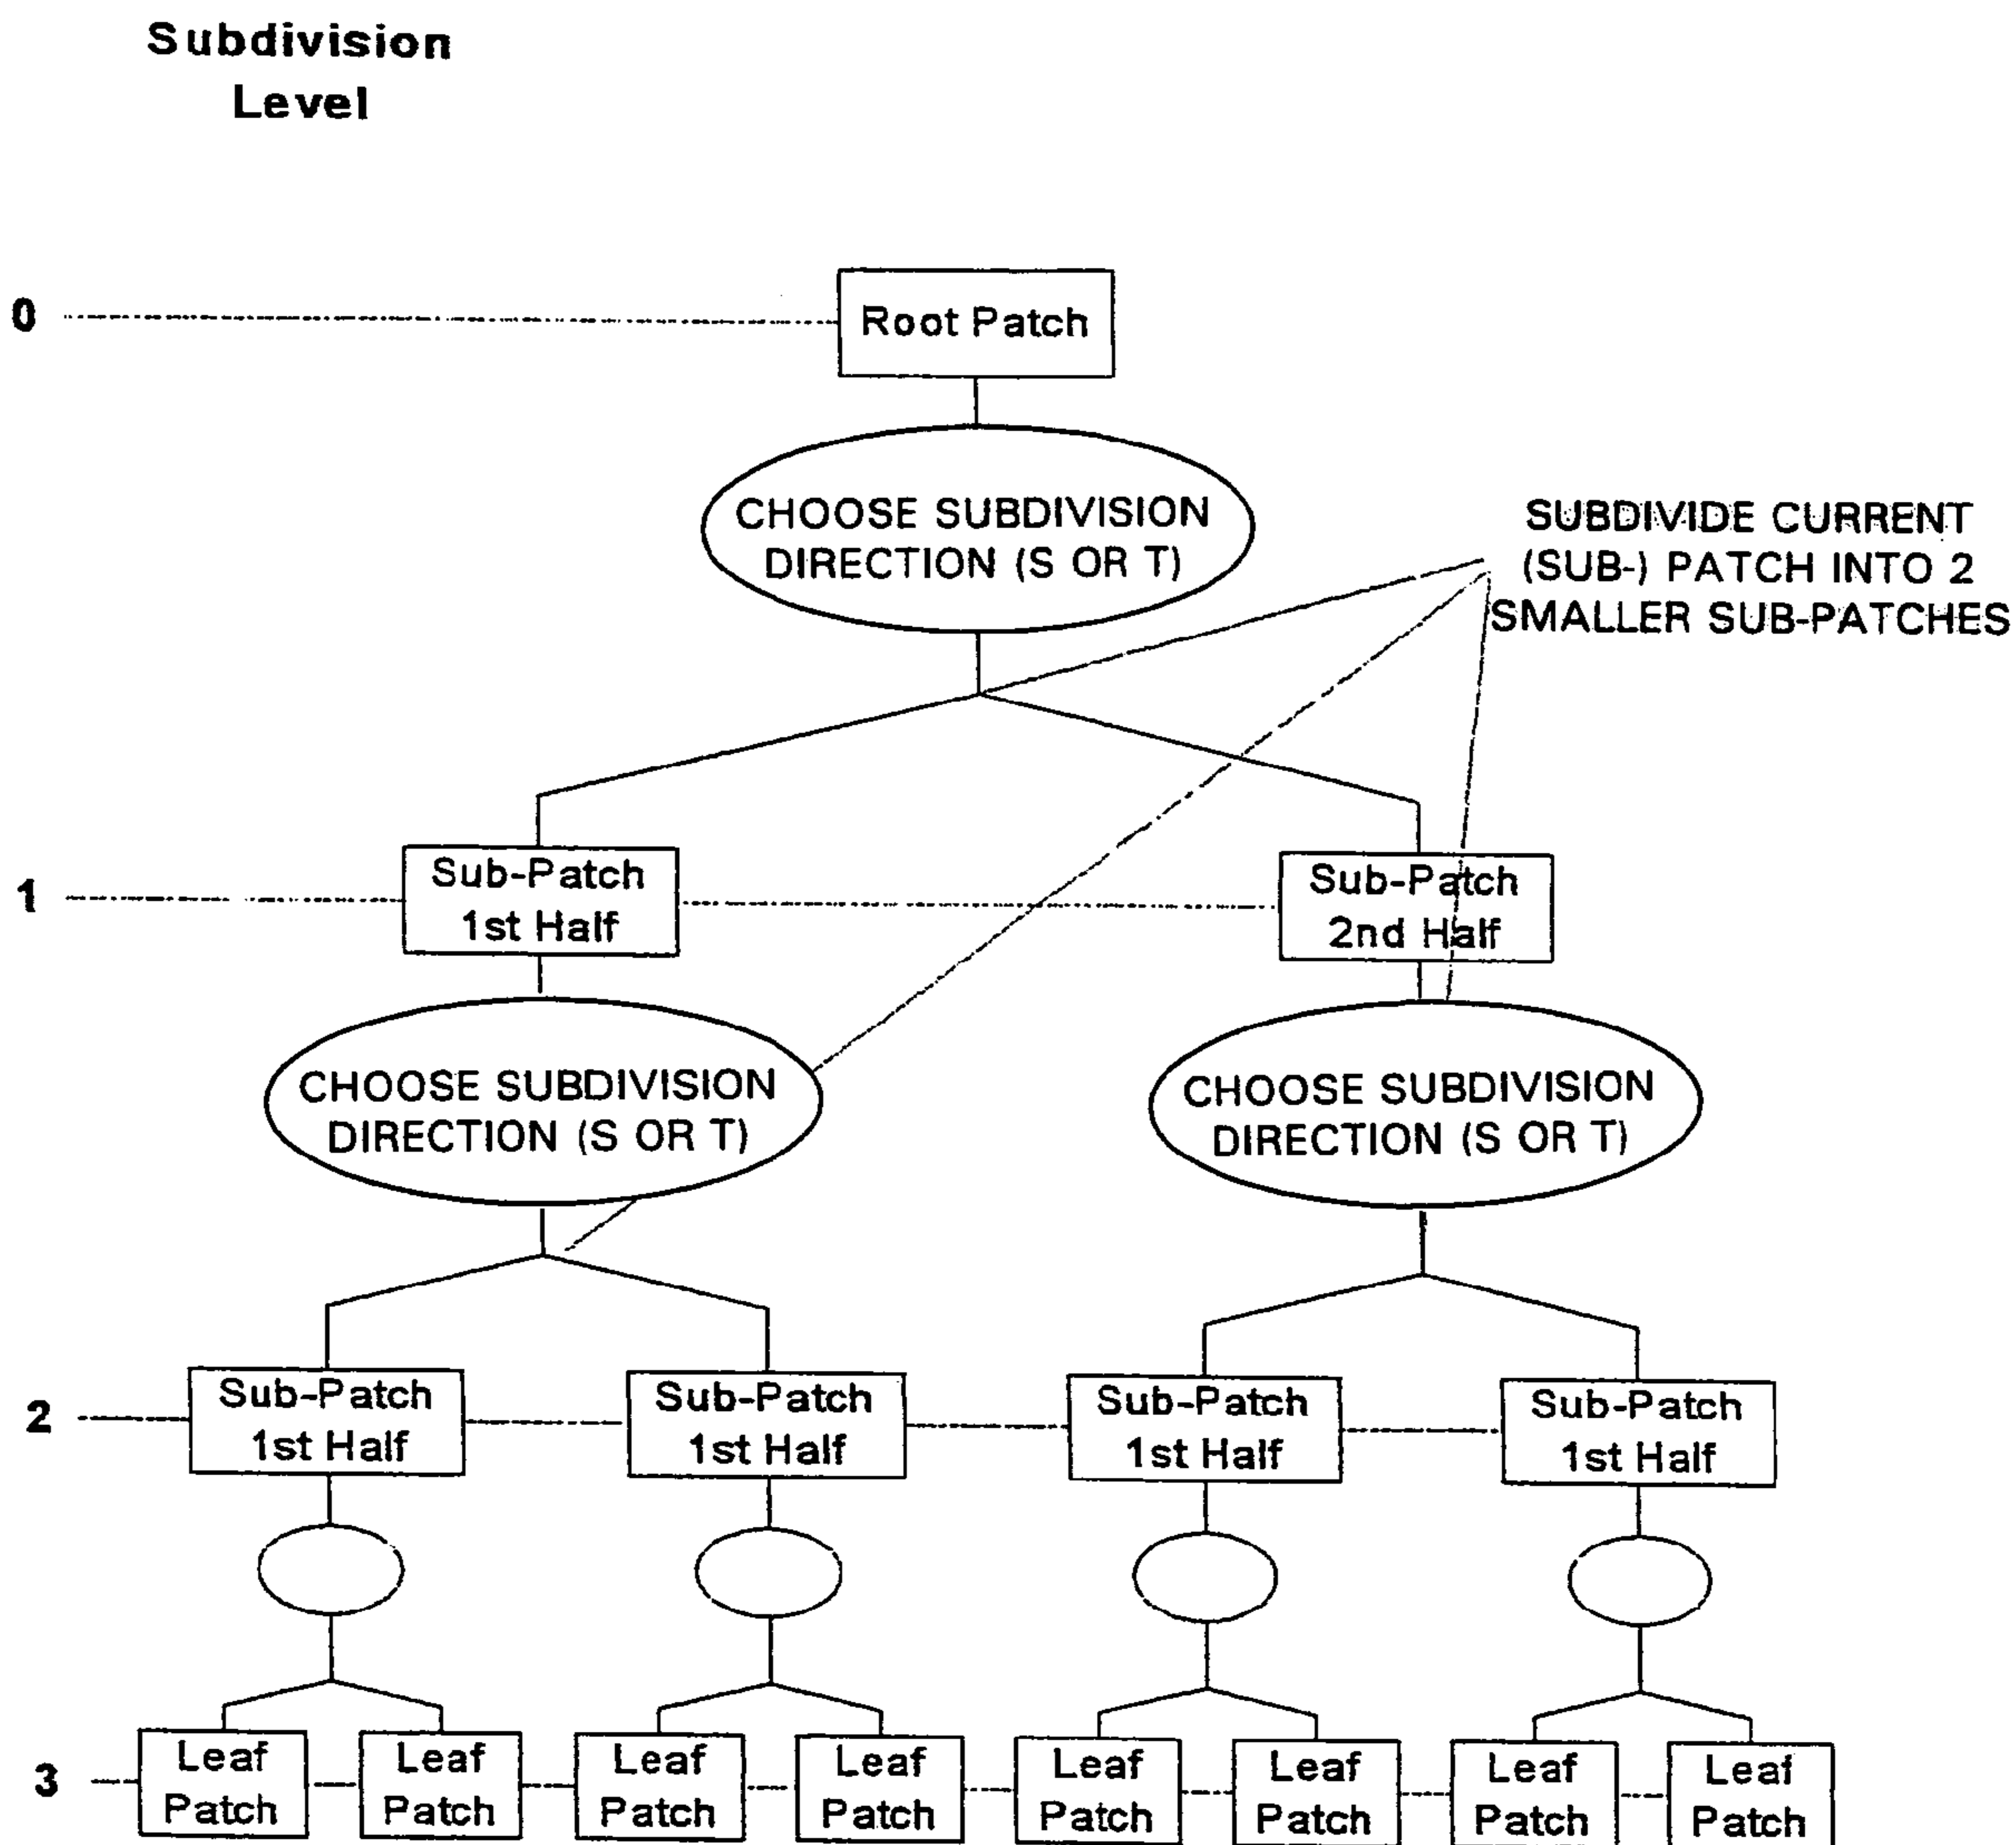 Subdivision
Level
0
Root Patch
CHOOSE SUBDIVISION
DIRECTION (S OR T)
SUBDIVIDE CURRENT
(SUB-) PATCH INTO 2
SMALLER SUB-PATCHES
1
Sub-Patch
1st Half
Sub-Patch
2nd Half
CHOOSE SUBDIVISION
DIRECTION (S OR T)
CHOOSE SUBDIVISION
DIRECTION (S OR T)
2
Sub-Patch
1st Half
Sub-Patch
1st Half
Sub-Patch
1st Half
Sub-Patch
1st Half
3
Leaf
Patch
Leaf
Patch
Leaf
Patch
Leaf
Patch
Leaf
Patch
Leaf
Patch
Leaf
Patch
Leaf
Patch